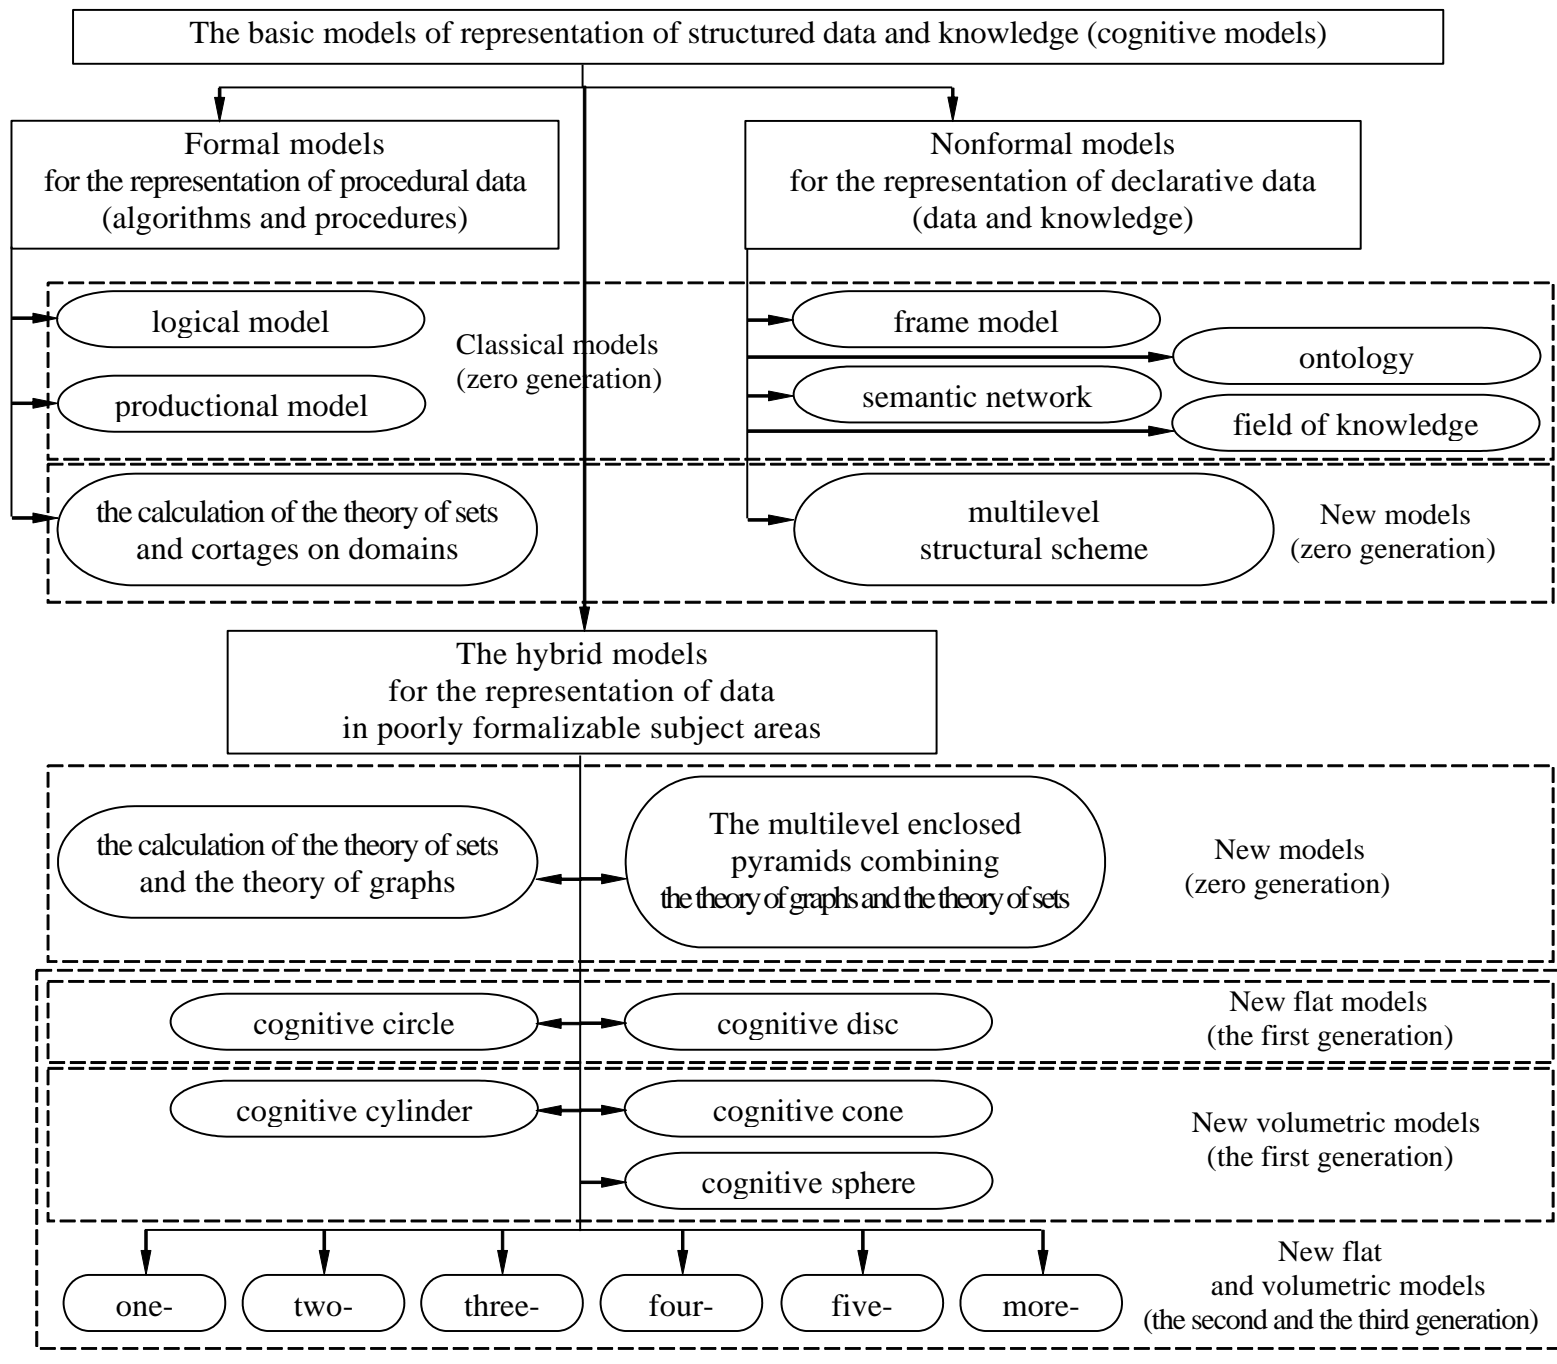 The basic models of representation of structured data and knowledge (cognitive models)
Formal models
for the representation of procedural data
(algorithms and procedures)
Nonformal models
for the representation of declarative data
(data and knowledge)
logical model
productional model
Classical models
(zero generation)
frame model
ontology
semantic network
field of knowledge
the calculation of the theory of sets
and cortages on domains
multilevel
structural scheme
New models
(zero generation)
The hybrid models
for the representation of data
in poorly formalizable subject areas
the calculation of the theory of sets
and the theory of graphs
The multilevel enclosed
pyramids combining
the theory of graphs and the theory of sets
New models
(zero generation)
cognitive circle
cognitive disc
New flat models
(the first generation)
cognitive cylinder
cognitive cone
cognitive sphere
New volumetric models
(the first generation)
one-
two-
three-
four-
five-
more-
New flat
and volumetric models
(the second and the third generation)